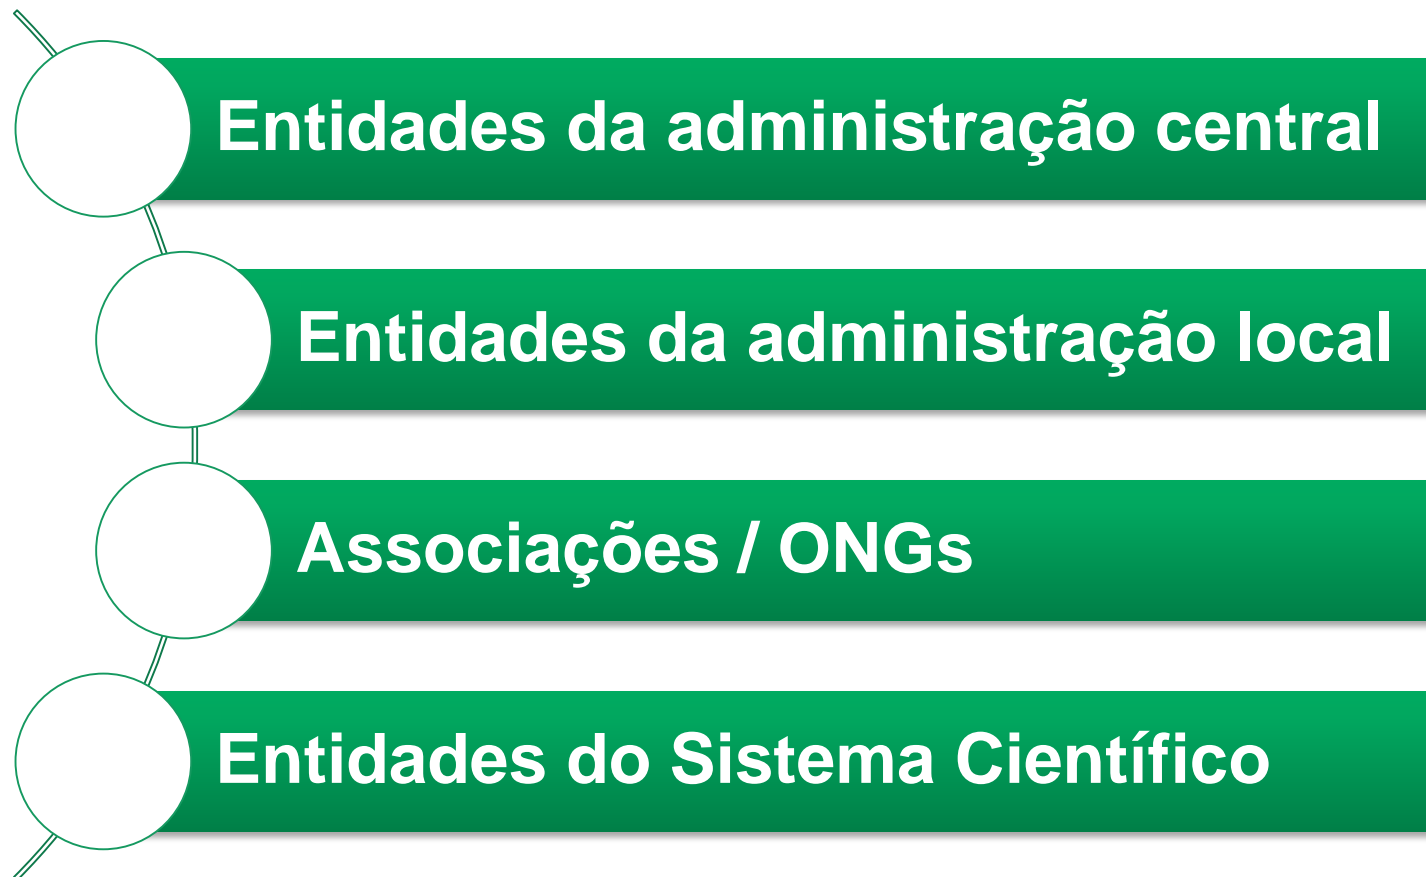 Entidades da administração central
Entidades da administração local
Associações / ONGs
Entidades do Sistema Científico